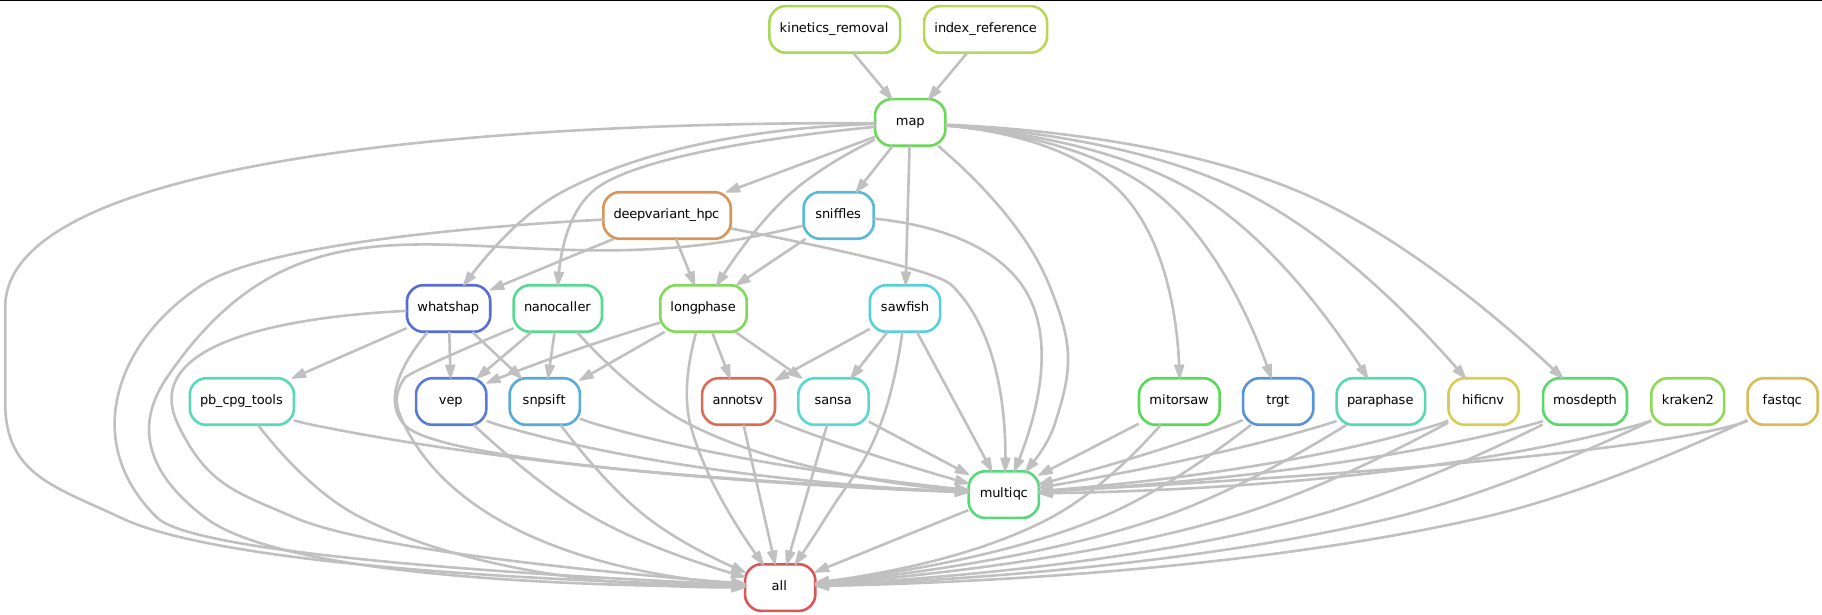 kinetics_removal
index_reference
map
deepvariant_hpc
sniffles
whatshap
nanocaller
longphase
sawfish
pb_cpg_tools
vep
snpsift
annotsv
sansa
mitorsaw
trgt
paraphase
hificnv
mosdepth
kraken2
fastqc
multiqc
all